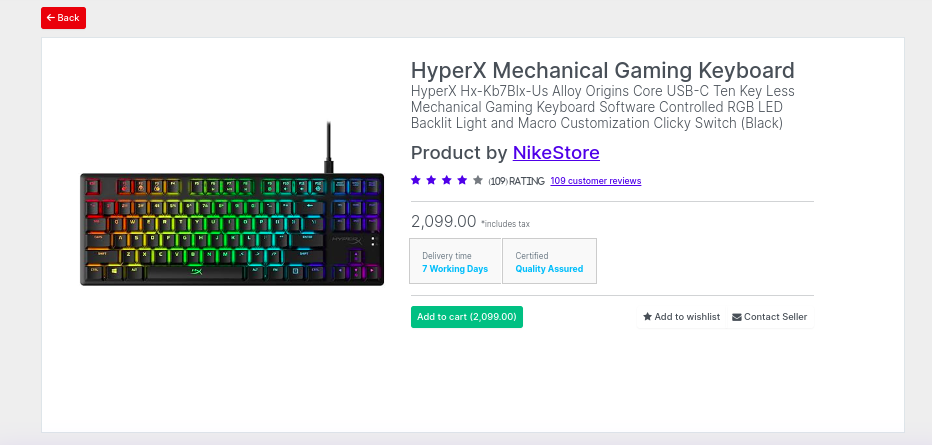 Back
HyperX Mechanical Gaming Keyboard
HyperX Hx-Kb7Blx-Us Alloy Origins Core USB-C Ten Key Less
Mechanical Gaming Keyboard Software Controlled RGB LED
Backlit Light and Macro Customization Clicky Switch (Black)
Product by NikeStore
(109) RATING 109 customer reviews
2,099.00 *includes tax
Delivery time
7 Working Days
Certified
Quality Assured
Add to cart (2,099.00)
Add to wishlist
Contact Seller